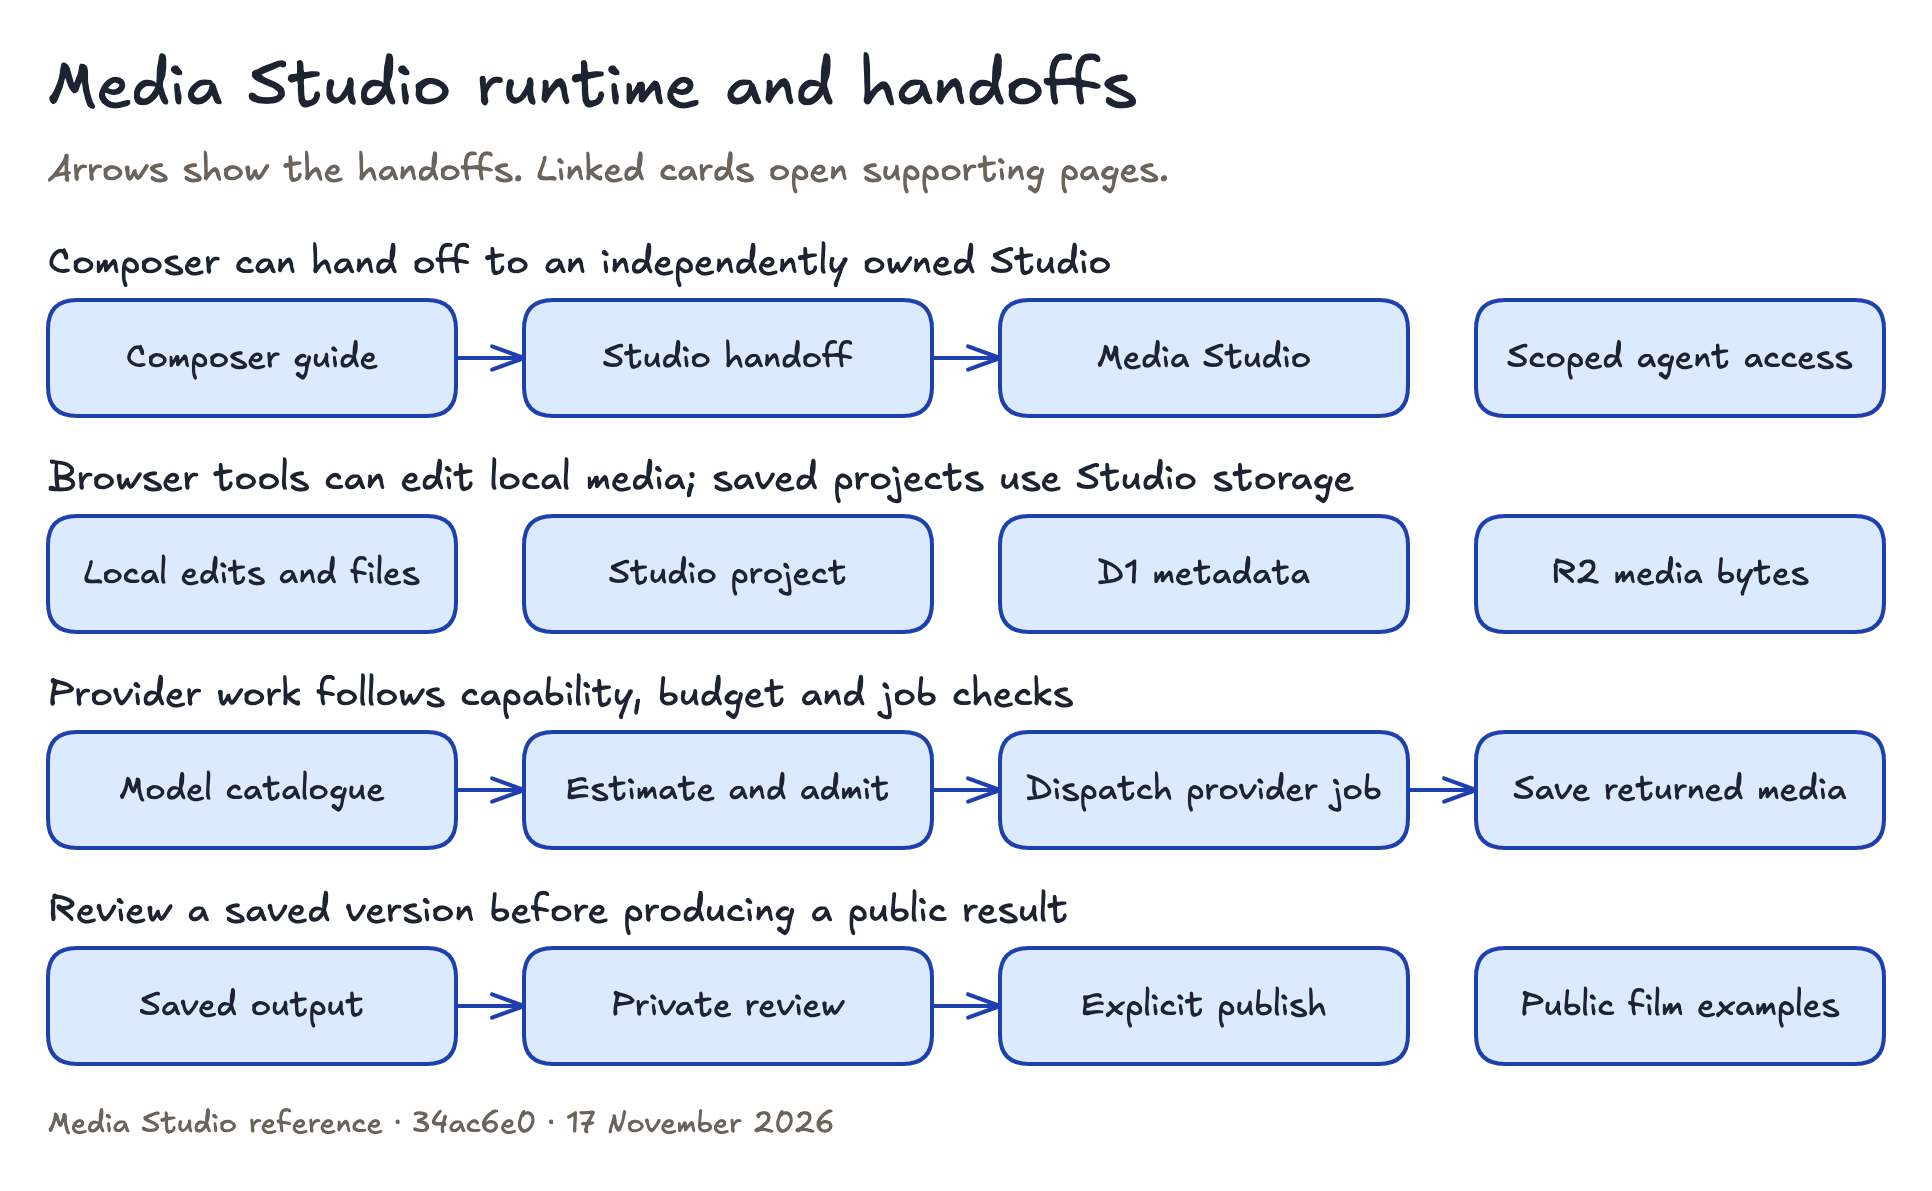 Media Studio runtime and handoffs
Arrows show the handoffs. Linked cards open supporting pages.
Composer can hand off to an independently owned Studio
Composer guide
Studio handoff
Media Studio
Scoped agent access
Browser tools can edit local media; saved projects use Studio storage
Local edits and files
Studio project
D1 metadata
R2 media bytes
Provider work follows capability, budget and job checks
Model catalogue
Estimate and admit
Dispatch provider job
Save returned media
Review a saved version before producing a public result
Saved output
Private review
Explicit publish
Public film examples
Media Studio reference · 34ac6e0 · 17 November 2026